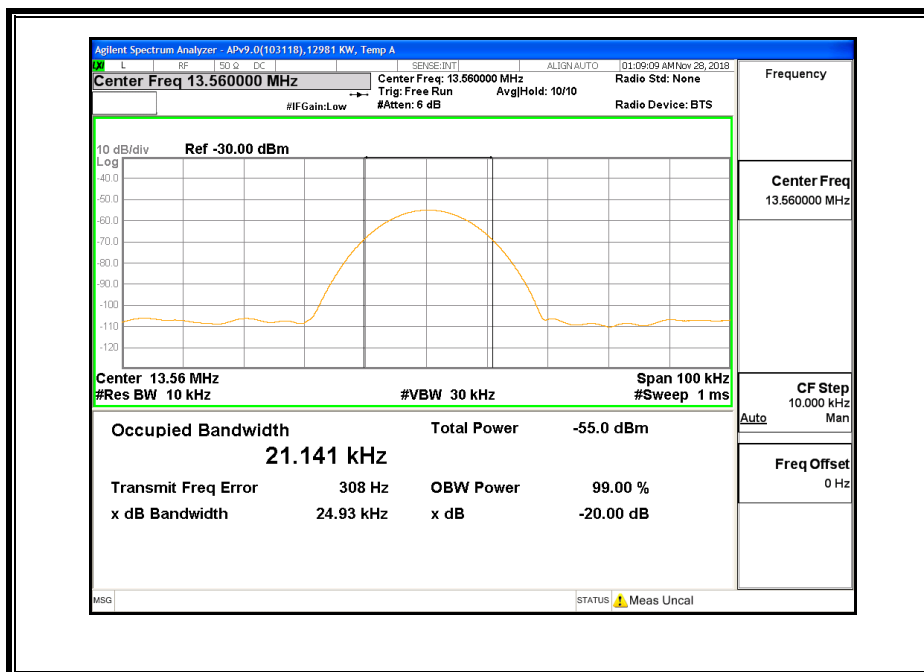 Agilent Spectrum Analyzer - APv9.0(103118),12981 KW, Temp A
LXI L RF 50 Ω DC SENSE:INT ALIGN AUTO 01:09:09 AM Nov 28, 2018
Center Freq 13.560000 MHz
Center Freq: 13.560000 MHz Radio Std: None
Trig: Free Run Avg|Hold: 10/10
#IFGain:Low #Atten: 6 dB Radio Device: BTS
10 dB/div Ref -30.00 dBm
Log
-40.0
-50.0
-60.0
-70.0
-80.0
-90.0
-100
-110
-120
Center 13.56 MHz Span 100 kHz
#Res BW 10 kHz #VBW 30 kHz #Sweep 1 ms
Occupied Bandwidth Total Power -55.0 dBm
21.141 kHz
Transmit Freq Error 308 Hz OBW Power 99.00 %
x dB Bandwidth 24.93 kHz x dB -20.00 dB
MSG STATUS Meas Uncal
Frequency
Center Freq
13.560000 MHz
CF Step
10.000 kHz
Auto Man
Freq Offset
0 Hz